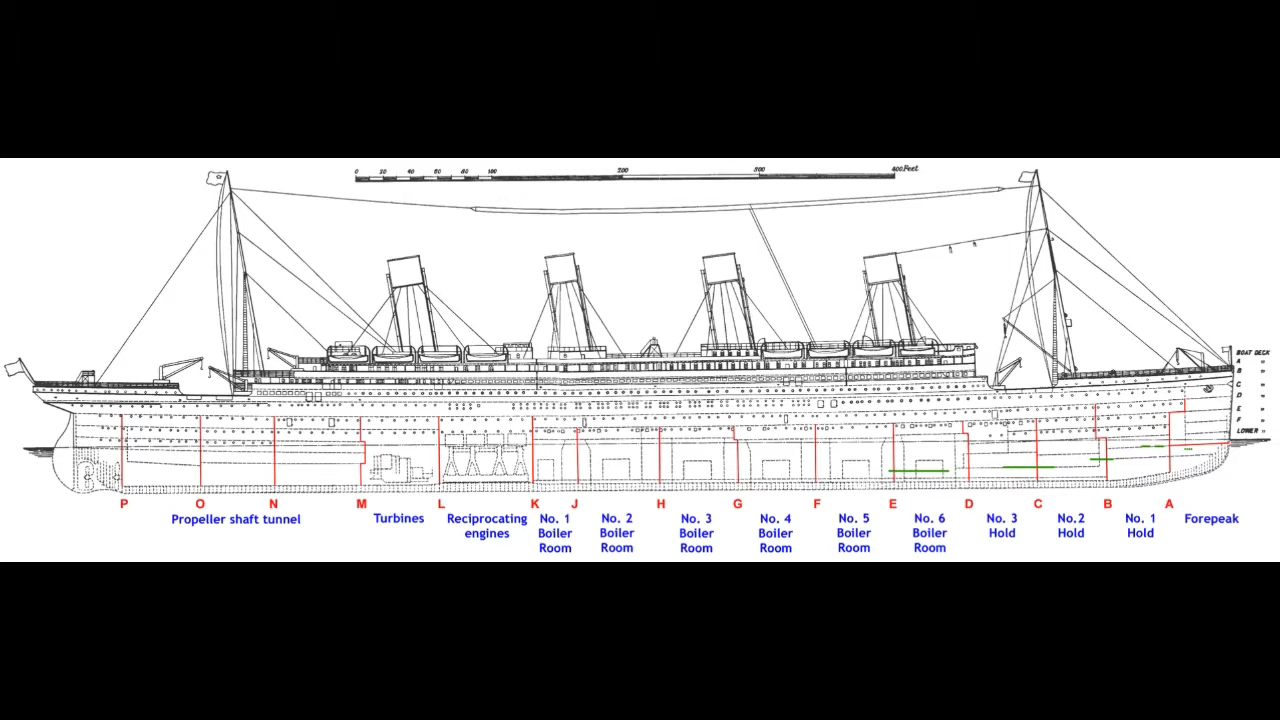 0 20 40 60 80 100 200 300 400 Feet
BOAT DECK
A "
B "
C "
D "
E "
F "
LOWER "
P O N M L K J H G F E D C B A
Propeller shaft tunnel
Turbines
Reciprocating
engines
No. 1
Boiler
Room
No. 2
Boiler
Room
No. 3
Boiler
Room
No. 4
Boiler
Room
No. 5
Boiler
Room
No. 6
Boiler
Room
No. 3
Hold
No.2
Hold
No. 1
Hold
Forepeak